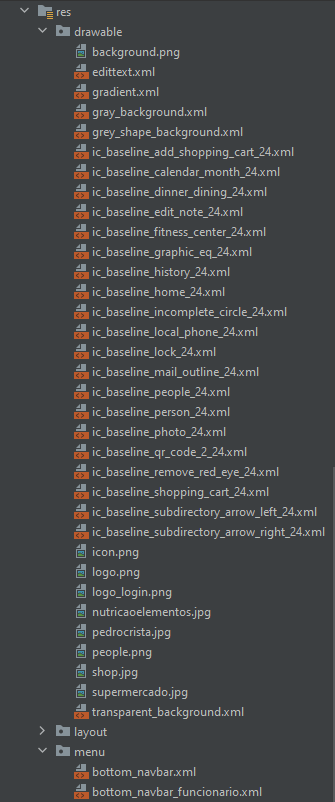 res
drawable
background.png
edittext.xml
gradient.xml
gray_background.xml
grey_shape_background.xml
ic_baseline_add_shopping_cart_24.xml
ic_baseline_calendar_month_24.xml
ic_baseline_dinner_dining_24.xml
ic_baseline_edit_note_24.xml
ic_baseline_fitness_center_24.xml
ic_baseline_graphic_eq_24.xml
ic_baseline_history_24.xml
ic_baseline_home_24.xml
ic_baseline_incomplete_circle_24.xml
ic_baseline_local_phone_24.xml
ic_baseline_lock_24.xml
ic_baseline_mail_outline_24.xml
ic_baseline_people_24.xml
ic_baseline_person_24.xml
ic_baseline_photo_24.xml
ic_baseline_qr_code_2_24.xml
ic_baseline_remove_red_eye_24.xml
ic_baseline_shopping_cart_24.xml
ic_baseline_subdirectory_arrow_left_24.xml
ic_baseline_subdirectory_arrow_right_24.xml
icon.png
logo.png
logo_login.png
nutricaoelementos.jpg
pedrocrista.jpg
people.png
shop.jpg
supermercado.jpg
transparent_background.xml
layout
menu
bottom_navbar.xml
bottom_navbar_funcionario.xml